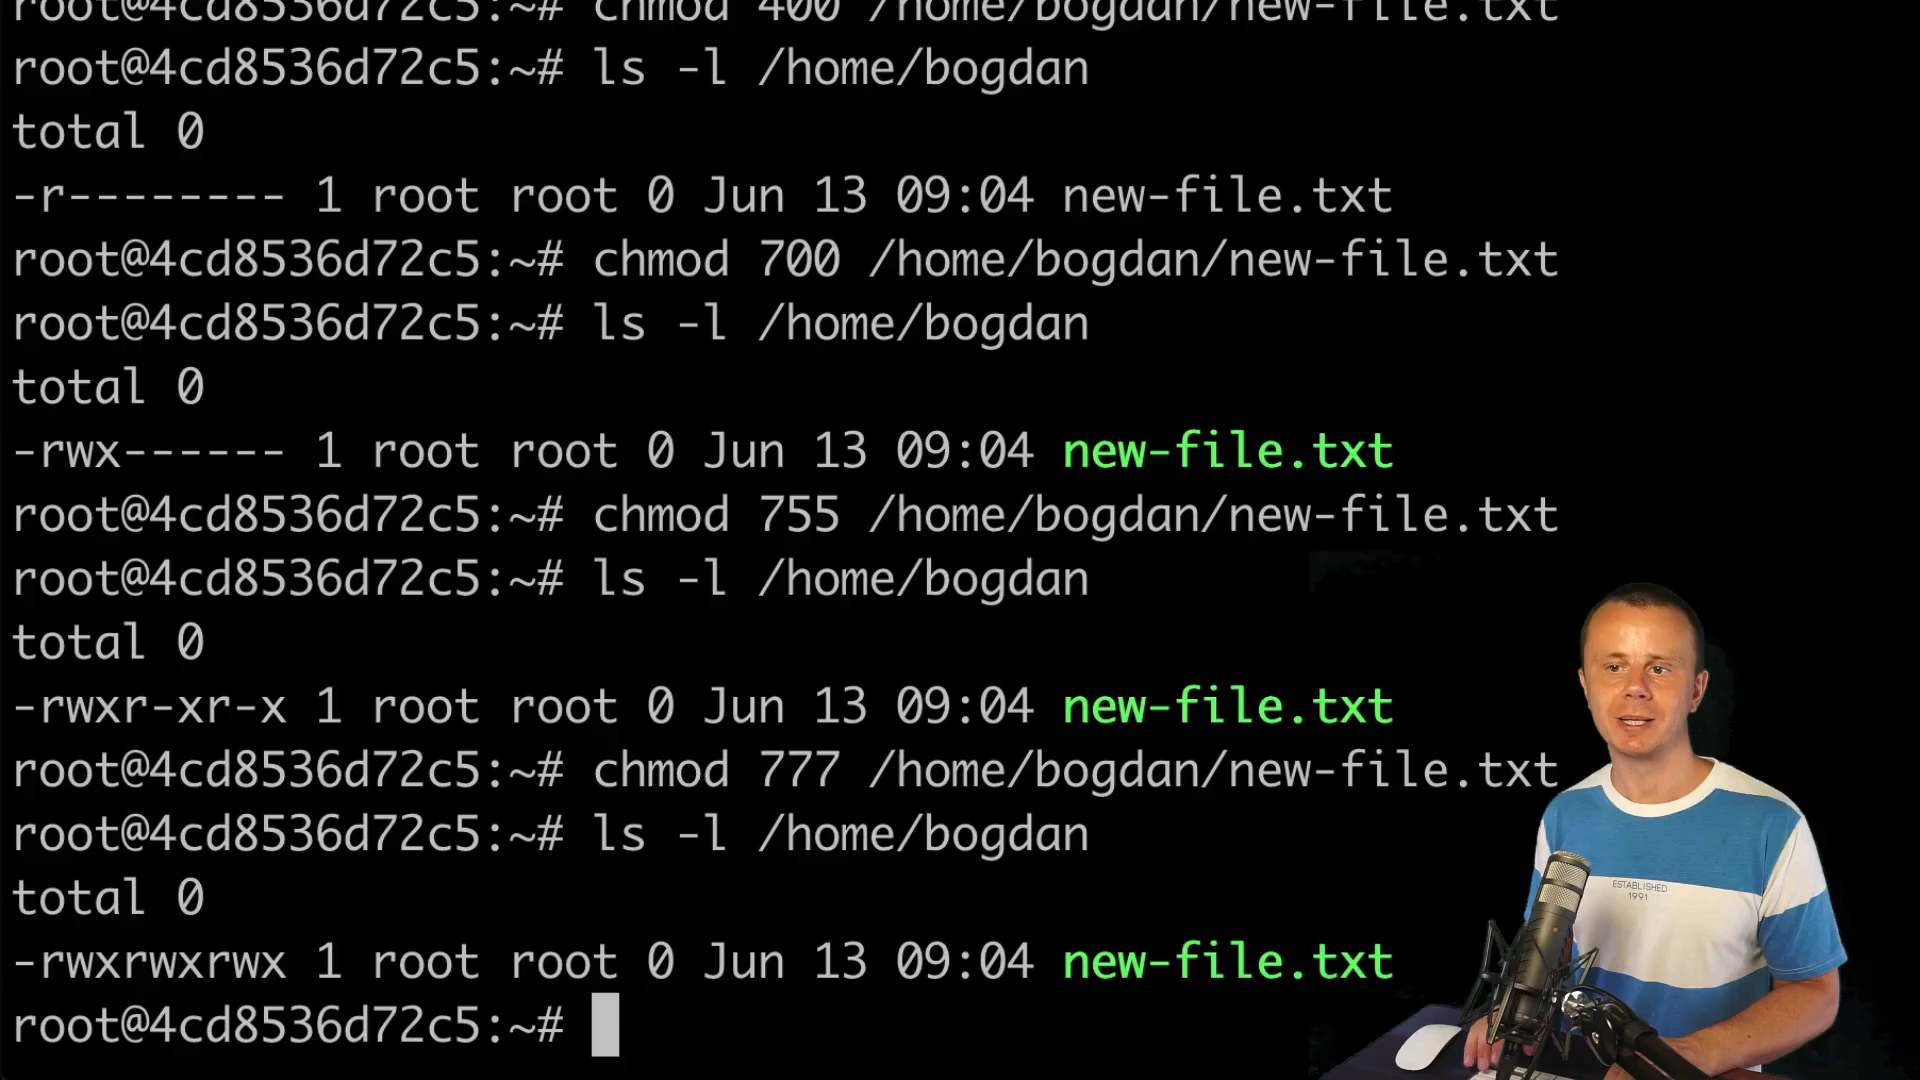 root@4cd8536d72c5:~# chmod 400 /home/bogdan/new-file.txt
root@4cd8536d72c5:~# ls -l /home/bogdan
total 0
-r-------- 1 root root 0 Jun 13 09:04 new-file.txt
root@4cd8536d72c5:~# chmod 700 /home/bogdan/new-file.txt
root@4cd8536d72c5:~# ls -l /home/bogdan
total 0
-rwx------ 1 root root 0 Jun 13 09:04 new-file.txt
root@4cd8536d72c5:~# chmod 755 /home/bogdan/new-file.txt
root@4cd8536d72c5:~# ls -l /home/bogdan
total 0
-rwxr-xr-x 1 root root 0 Jun 13 09:04 new-file.txt
root@4cd8536d72c5:~# chmod 777 /home/bogdan/new-file.txt
root@4cd8536d72c5:~# ls -l /home/bogdan
total 0
-rwxrwxrwx 1 root root 0 Jun 13 09:04 new-file.txt
root@4cd8536d72c5:~#
ESTABLISHED
1991